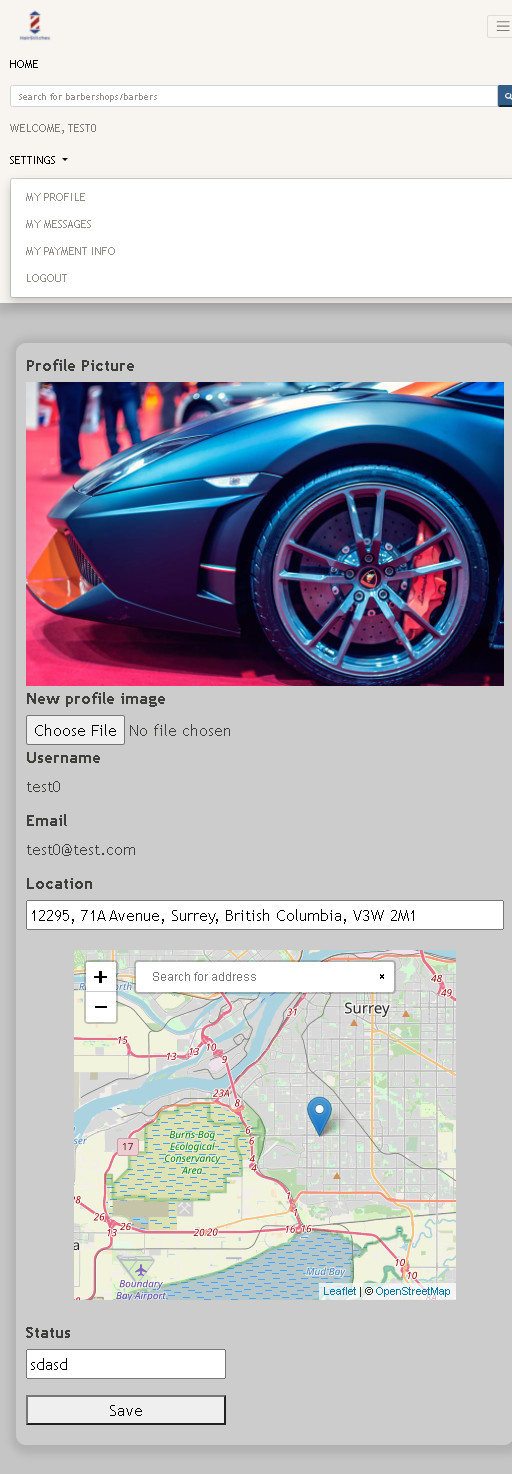 HOME
Search for barbershops/barbers
WELCOME, TEST0
SETTINGS
MY PROFILE
MY MESSAGES
MY PAYMENT INFO
LOGOUT
Profile Picture
New profile image
Choose File No file chosen
Username
test0
Email
test0@test.com
Location
12295, 71A Avenue, Surrey, British Columbia, V3W 2M1
+
Search for address ×
−
48
49
31
Surrey
15
13
13
10
9
23A
8
Burns Bog
Ecological
Conservancy
Area
6
6
4
4
17
28
26
13
26
20 20
1
1
16 16
10
10
Mud Bay
Boundary
Bay Airport
Leaflet | © OpenStreetMap
Status
sdasd
Save